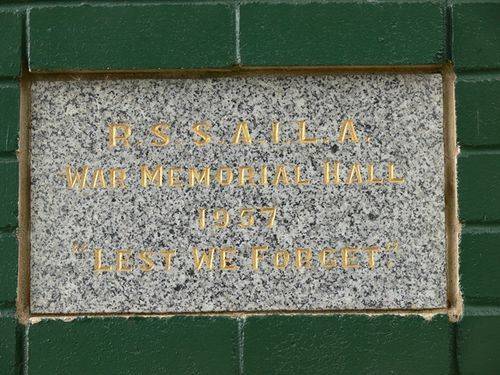 R.S.S.A.I.L.A.
WAR MEMORIAL HALL
1957
"LEST WE FORGET."